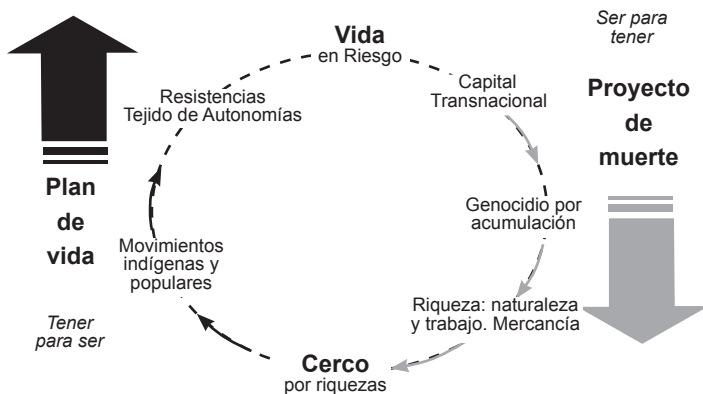 Ser para
tener
Vida
en Riesgo
Capital
Transnacional
Resistencias
Tejido de Autonomías
Proyecto
de
muerte
Plan
de
vida
Genocidio por
acumulación
Movimientos
indígenas y
populares
Riqueza: naturaleza
y trabajo. Mercancía
Tener
para ser
Cerco
por riquezas